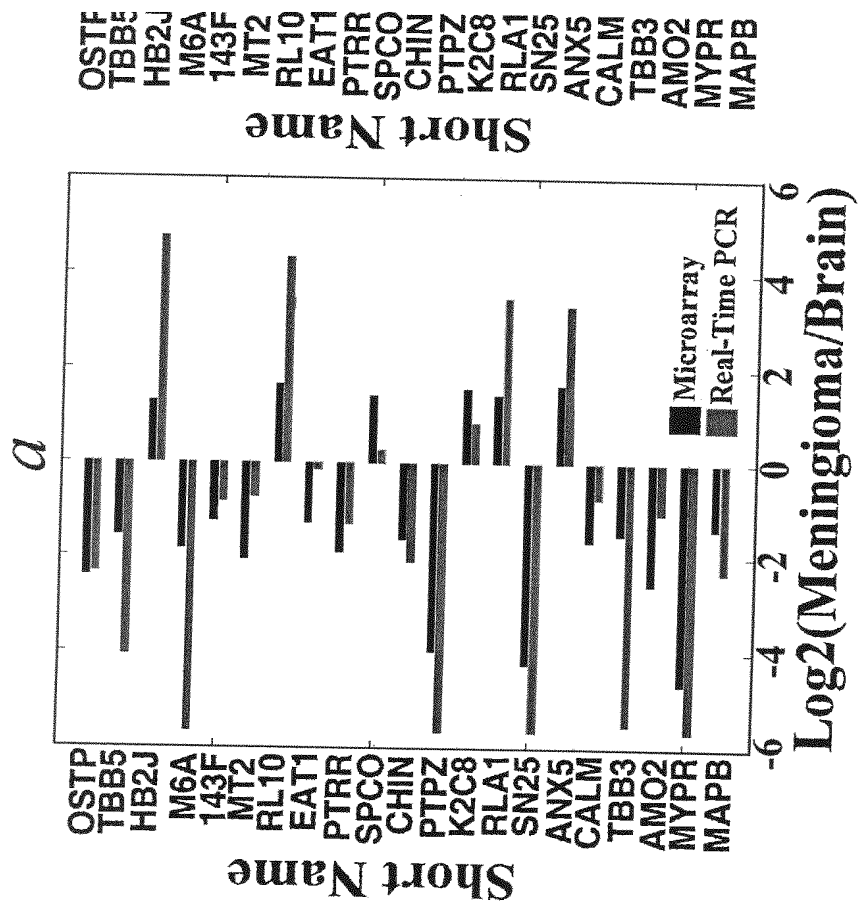 a
Short Name
OSTP
TBB5
HB2J
M6A
143F
MT2
RL10
EAT1
PTRR
SPCO
CHIN
PTPZ
K2C8
RLA1
SN25
ANX5
CALM
TBB3
AMO2
MYPR
MAPB
-6
-4
-2
0
2
4
6
Log2(Meningioma/Brain)
Microarray
Real-Time PCR
Short Name
OSTP
TBB5
HB2J
M6A
143F
MT2
RL10
EAT1
PTRR
SPCO
CHIN
PTPZ
K2C8
RLA1
SN25
ANX5
CALM
TBB3
AMO2
MYPR
MAPB